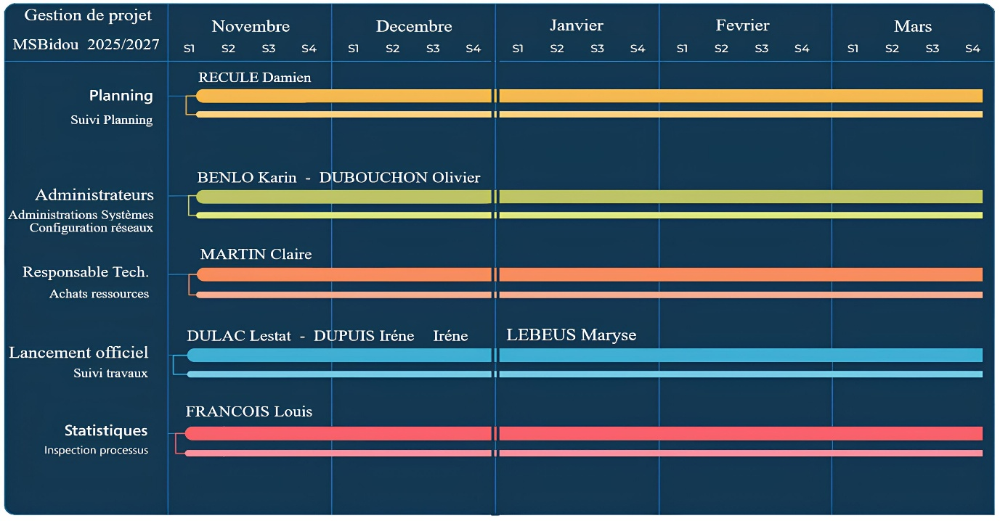 Gestion de projet
MSBidou 2025/2027
Novembre Decembre Janvier Fevrier Mars
S1 S2 S3 S4 S1 S2 S3 S4 S1 S2 S3 S4 S1 S2 S3 S4 S1 S2 S3 S4
RECULE Damien
Planning
Suivi Planning
BENLO Karin - DUBOUCHON Olivier
Administrateurs
Administrations Systèmes
Configuration réseaux
MARTIN Claire
Responsable Tech.
Achats ressources
DULAC Lestat - DUPUIS Iréne Iréne LEBEUS Maryse
Lancement officiel
Suivi travaux
FRANCOIS Louis
Statistiques
Inspection processus